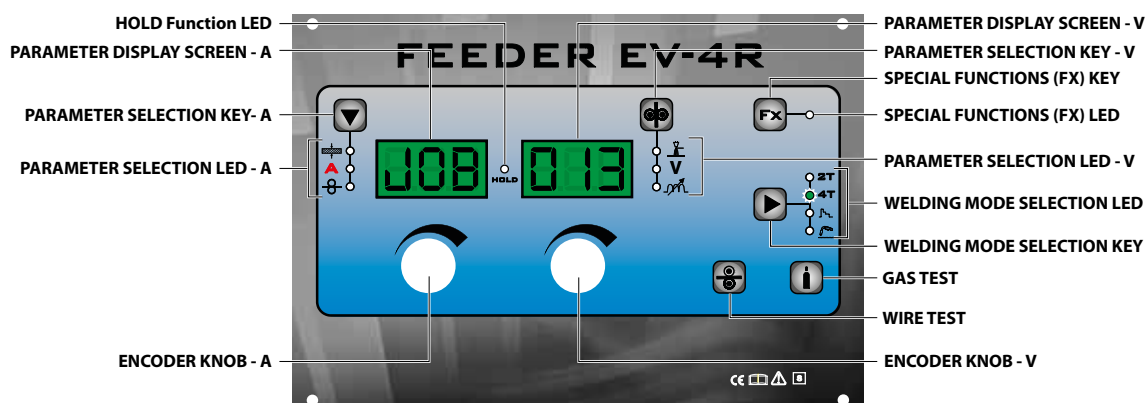 HOLD Function LED
PARAMETER DISPLAY SCREEN - A
PARAMETER SELECTION KEY- A
PARAMETER SELECTION LED - A
ENCODER KNOB - A
FEEDER EV-4R
A
JOB
HOLD
013
V
FX
2T
4T
CE
PARAMETER DISPLAY SCREEN - V
PARAMETER SELECTION KEY - V
SPECIAL FUNCTIONS (FX) KEY
SPECIAL FUNCTIONS (FX) LED
PARAMETER SELECTION LED - V
WELDING MODE SELECTION LED
WELDING MODE SELECTION KEY
GAS TEST
WIRE TEST
ENCODER KNOB - V